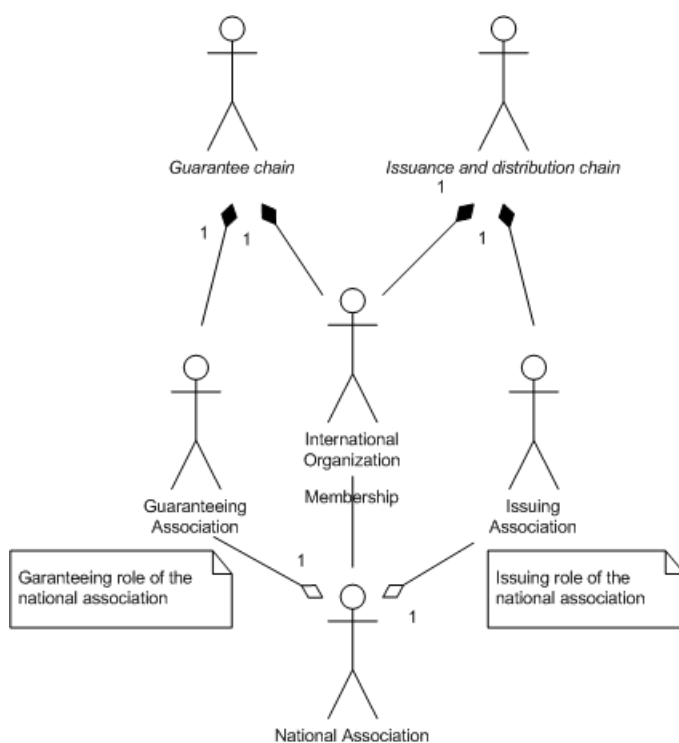 Guarantee chain
Issuance and distribution chain
1
1
1
1
International
Organization
Membership
Guaranteeing
Association
Issuing
Association
1
Garanteeing role of the
national association
Issuing role of the
national association
1
National Association